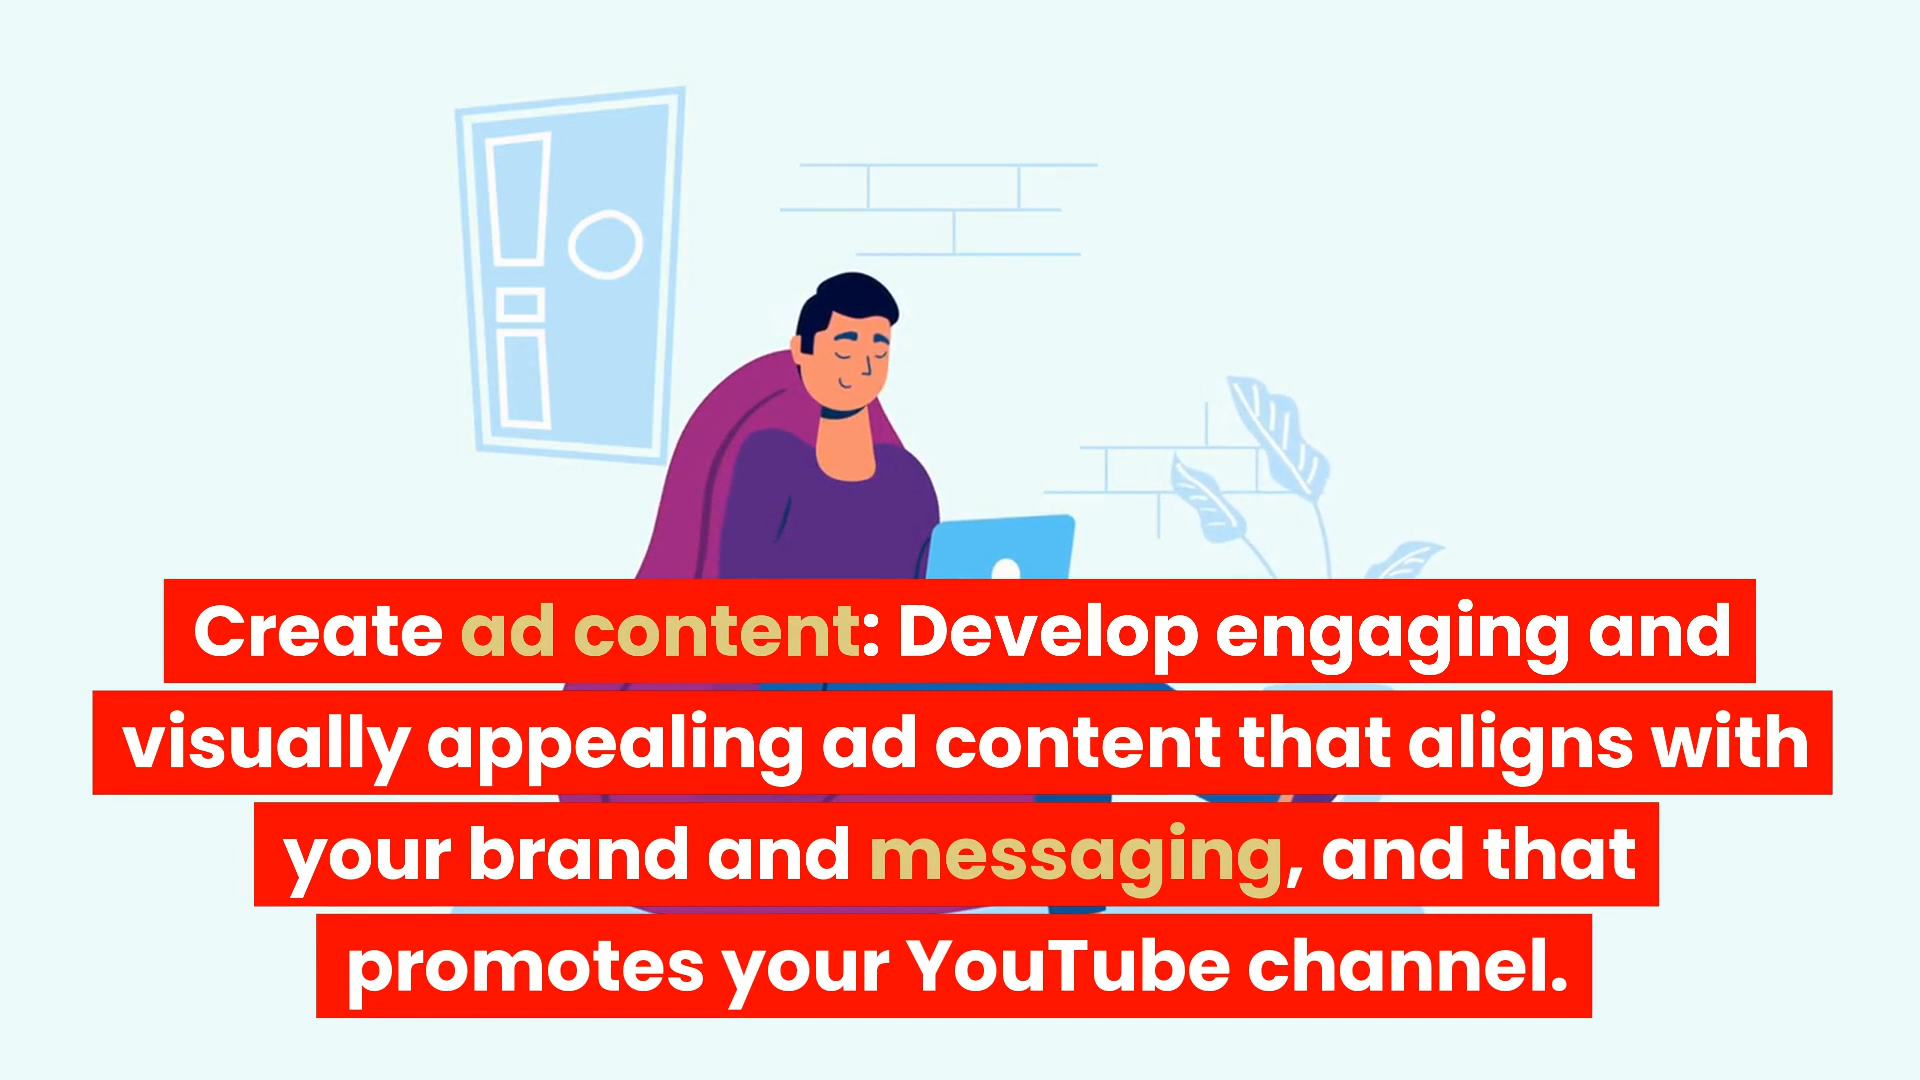 Create ad content: Develop engaging and
visually appealing ad content that aligns with
your brand and messaging, and that
promotes your YouTube channel.